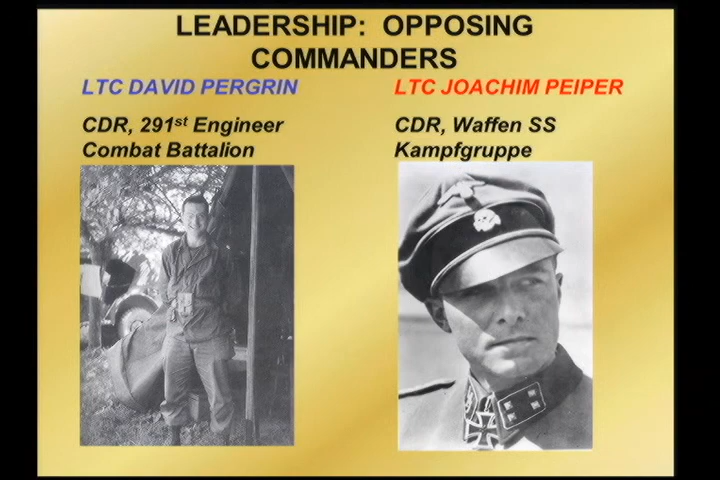 LEADERSHIP: OPPOSING
COMMANDERS
LTC DAVID PERGRIN
LTC JOACHIM PEIPER
CDR, 291st Engineer
Combat Battalion
CDR, Waffen SS
Kampfgruppe